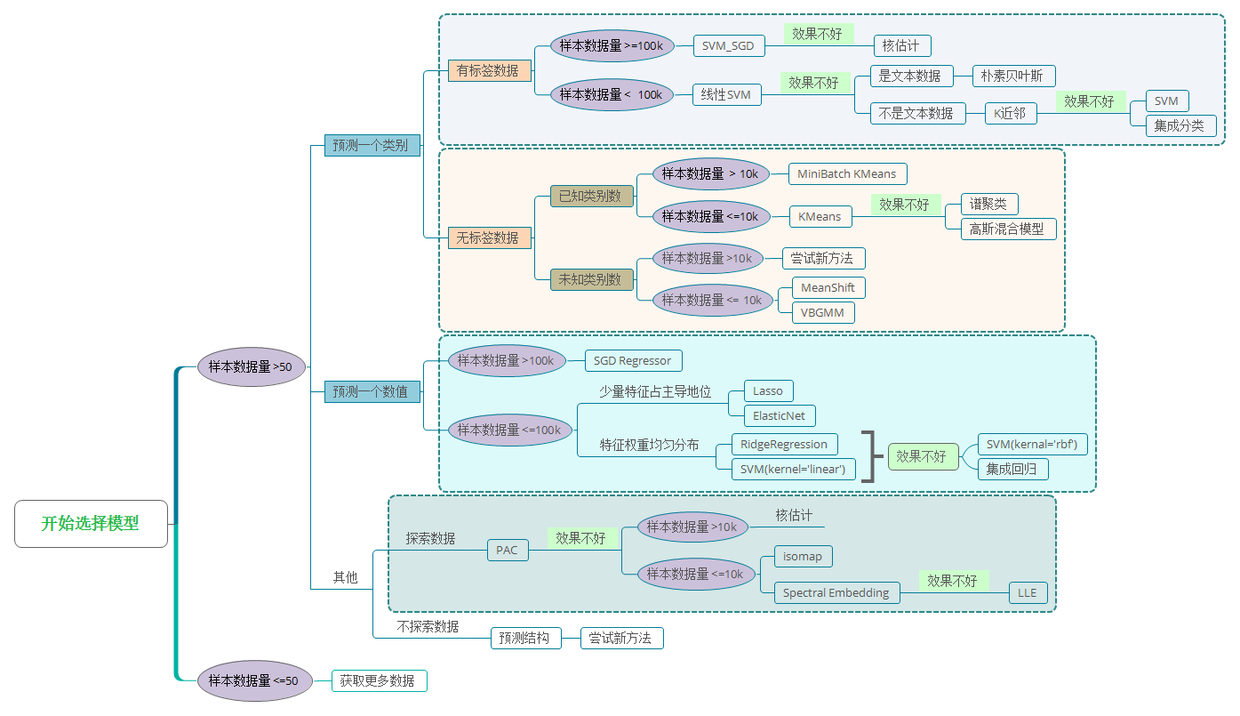 开始选择模型
样本数据量 >50
预测一个类别
有标签数据
样本数据量 >=100k
SVM_SGD
效果不好
核估计
样本数据量 < 100k
线性SVM
效果不好
是文本数据
朴素贝叶斯
不是文本数据
K近邻
效果不好
SVM
集成分类
无标签数据
已知类别数
样本数据量 > 10k
MiniBatch KMeans
样本数据量 <=10k
KMeans
效果不好
谱聚类
高斯混合模型
未知类别数
样本数据量 >10k
尝试新方法
样本数据量 <= 10k
MeanShift
VBGMM
预测一个数值
样本数据量 >100k
SGD Regressor
样本数据量 <=100k
少量特征占主导地位
Lasso
ElasticNet
特征权重均匀分布
RidgeRegression
SVM(kernel='linear')
效果不好
SVM(kernal='rbf')
集成回归
其他
探索数据
PAC
效果不好
样本数据量 >10k
核估计
样本数据量 <=10k
isomap
Spectral Embedding
效果不好
LLE
不探索数据
预测结构
尝试新方法
样本数据量 <=50
获取更多数据